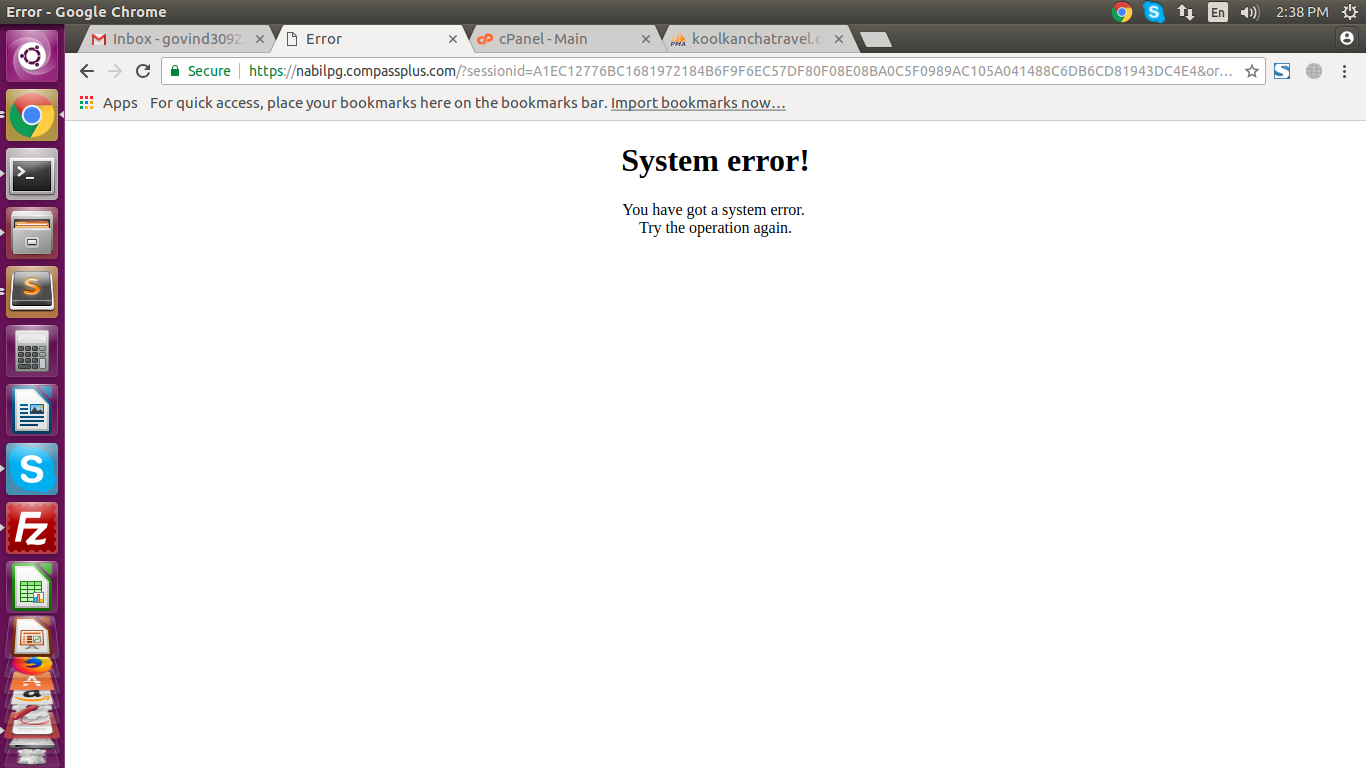 Error - Google Chrome
En
2:38 PM
Inbox - govind3092
Error
cPanel - Main
koolkanchatravel.c
Secure
https://nabilpg.compassplus.com/?sessionid=A1EC12776BC1681972184B6F9F6EC57DF80F08E08BA0C5F0989AC105A041488C6DB6CD81943DC4E4&or...
Apps For quick access, place your bookmarks here on the bookmarks bar. Import bookmarks now...
System error!
You have got a system error.
Try the operation again.